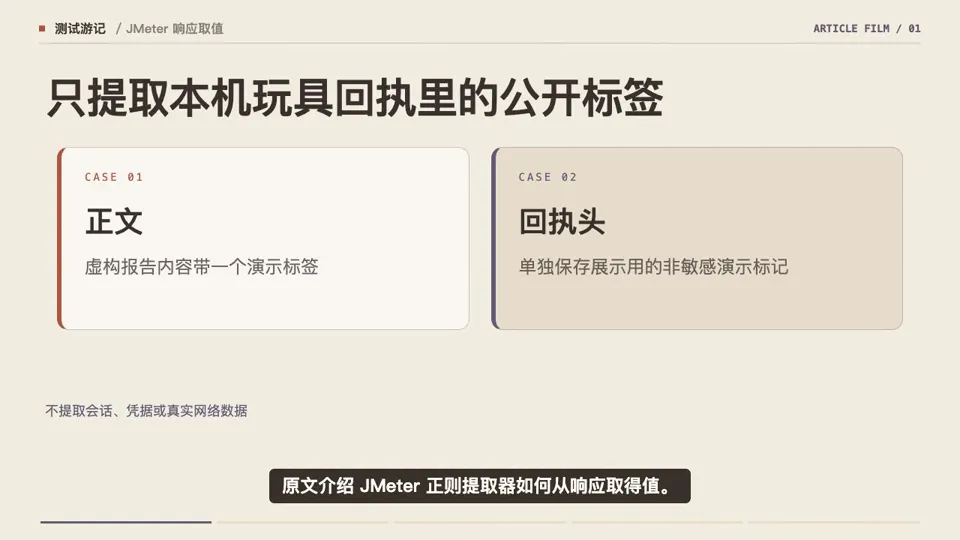 测试游记 / JMeter 响应取值
ARTICLE FILM / 01
只提取本机玩具回执里的公开标签
CASE 01
正文
虚构报告内容带一个演示标签
CASE 02
回执头
单独保存展示用的非敏感演示标记
不提取会话、凭据或真实网络数据
原文介绍 JMeter 正则提取器如何从响应取得值。